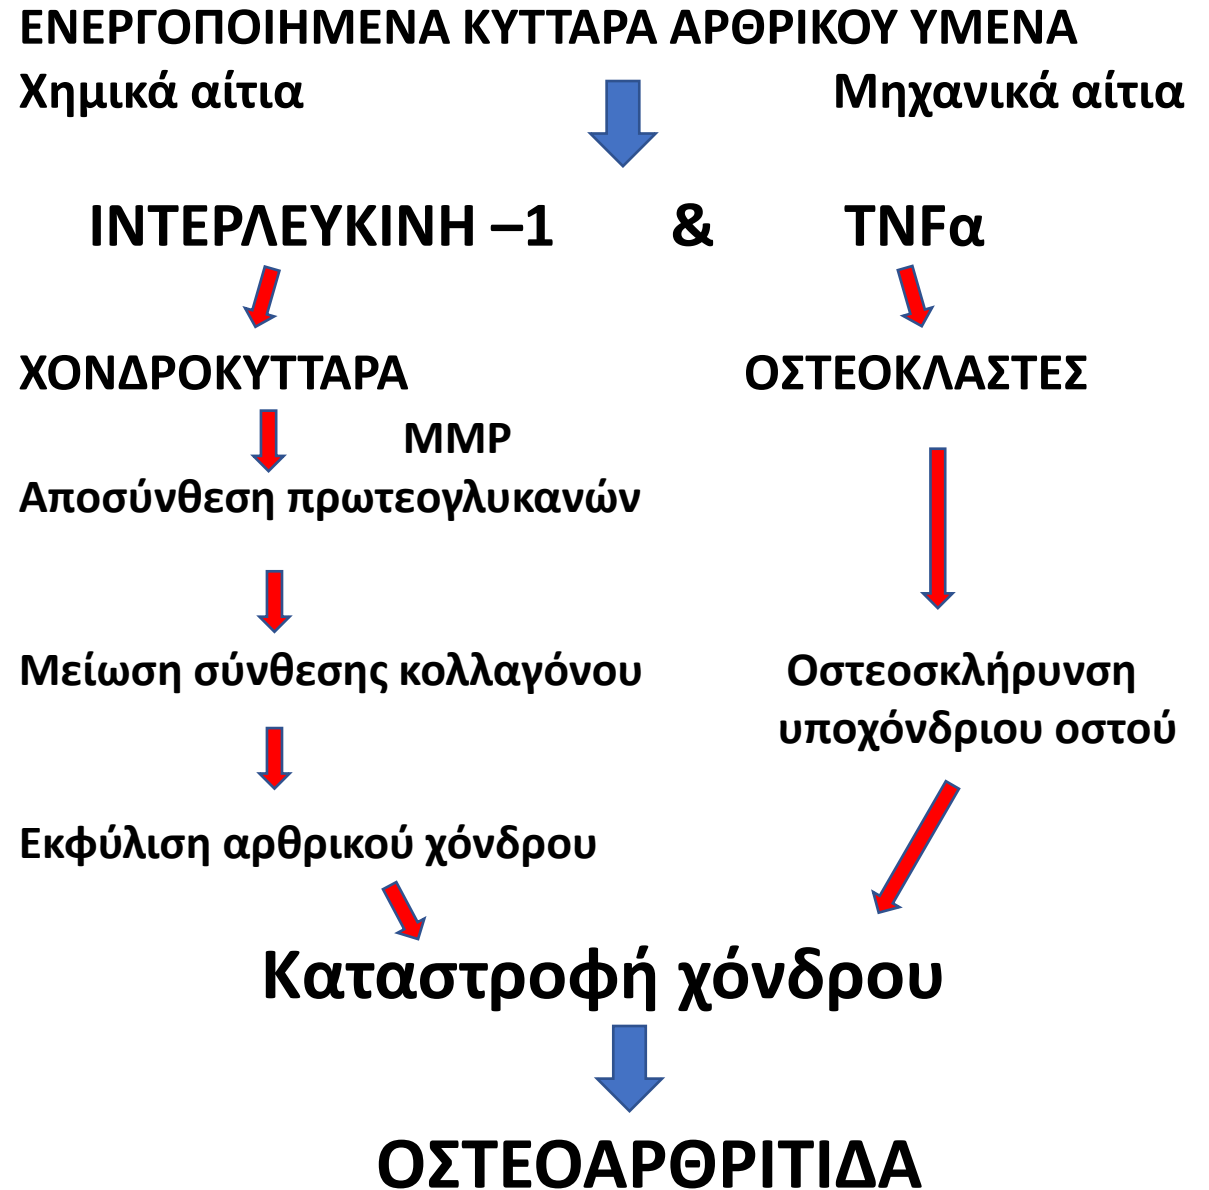 ΕΝΕΡΓΟΠΟΙΗΜΕΝΑ ΚΥΤΤΑΡΑ ΑΡΘΡΙΚΟΥ ΥΜΕΝΑ
Χημικά αίτια Μηχανικά αίτια
ΙΝΤΕΡΛΕΥΚΙΝΗ –1 & TNFα
ΧΟΝΔΡΟΚΥΤΤΑΡΑ ΟΣΤΕΟΚΛΑΣΤΕΣ
MMP
Αποσύνθεση πρωτεογλυκανών
Μείωση σύνθεσης κολλαγόνου Οστεοσκλήρυνση
υποχόνδριου οστού
Εκφύλιση αρθρικού χόνδρου
Καταστροφή χόνδρου
ΟΣΤΕΟΑΡΘΡΙΤΙΔΑ